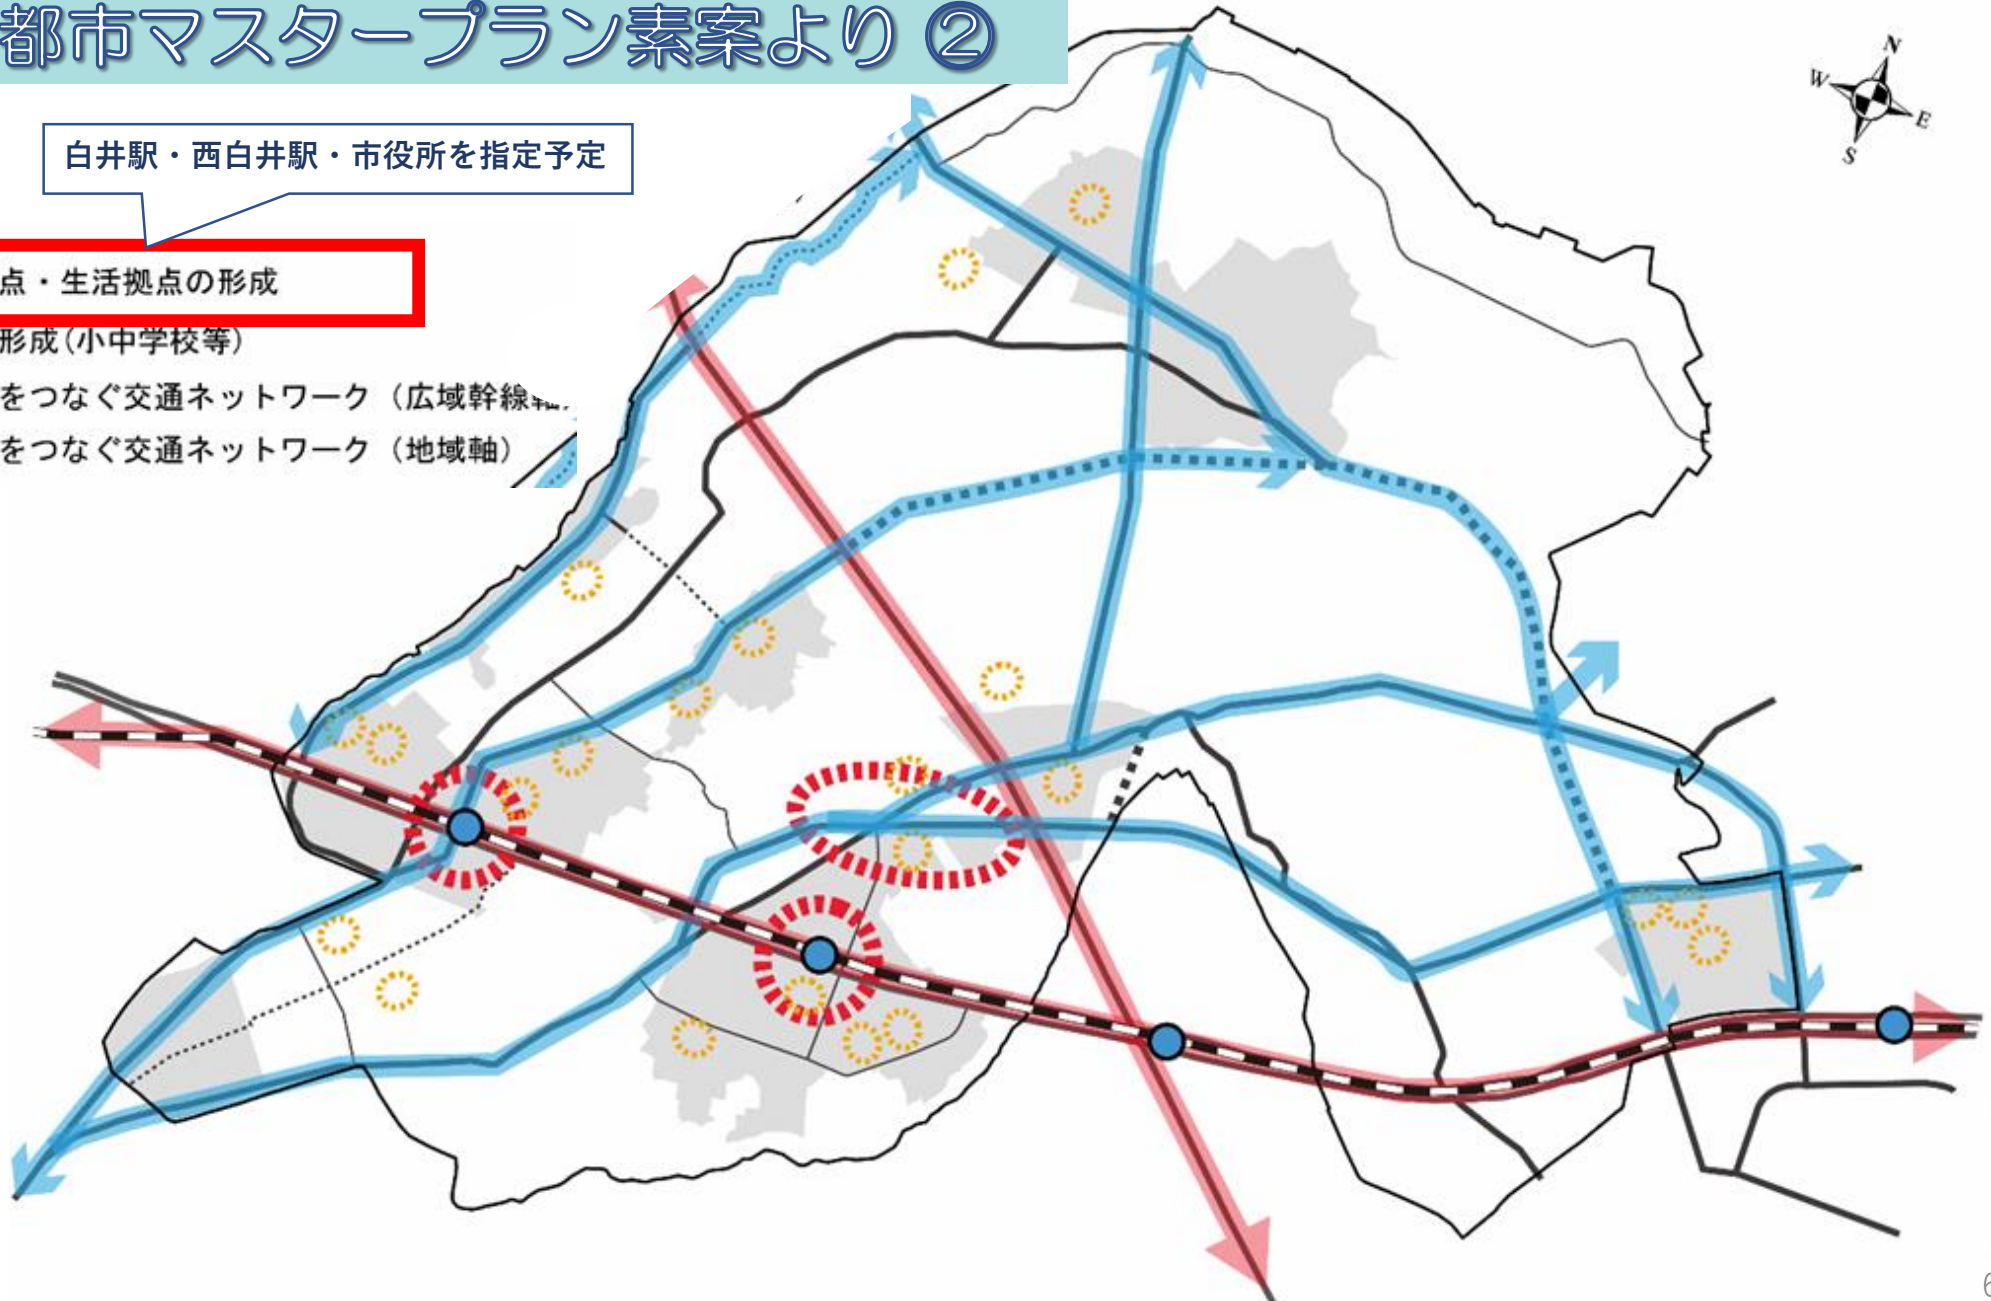 都市マスタープラン素案より ②
白井駅・西白井駅・市役所を指定予定
点・生活拠点の形成
形成(小中学校等)
をつなぐ交通ネットワーク（広域幹線軸
をつなぐ交通ネットワーク（地域軸）
N
W
E
S
6